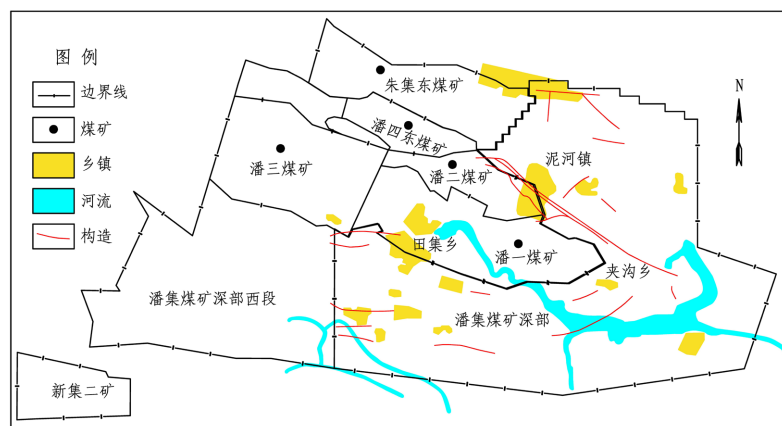 图 例
边界线
煤矿
乡镇
河流
构造
N
朱集东煤矿
潘四东煤矿
潘三煤矿
潘二煤矿
泥河镇
田集乡
潘一煤矿
夹沟乡
潘集煤矿深部西段
潘集煤矿深部
新集二矿